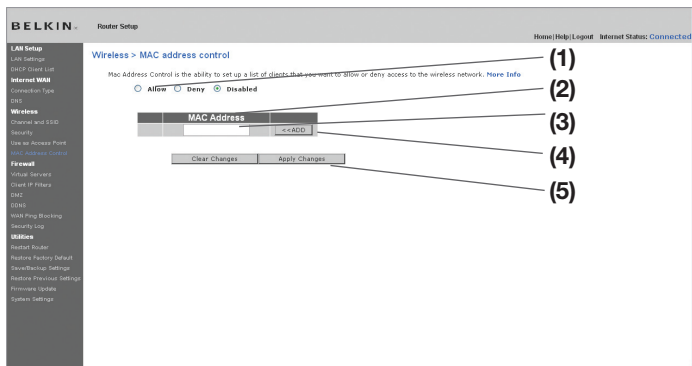 BELKIN®
Router Setup
Home|Help|Logout Internet Status: Connected
LAN Setup
LAN Settings
DHCP Client List
Internet WAN
Connection Type
DNS
Wireless
Channel and SSID
Security
Use as Access Point
MAC Address Control
Firewall
Virtual Servers
Client IP Filters
DMZ
DDNS
WAN Ping Blocking
Security Log
Utilities
Restart Router
Restore Factory Default
Save/Backup Settings
Restore Previous Settings
Firmware Update
System Settings
Wireless > MAC address control
Mac Address Control is the ability to set up a list of clients that you want to allow or deny access to the wireless network. More Info
Allow Deny Disabled
MAC Address
<<ADD
Clear Changes Apply Changes
(1)
(2)
(3)
(4)
(5)